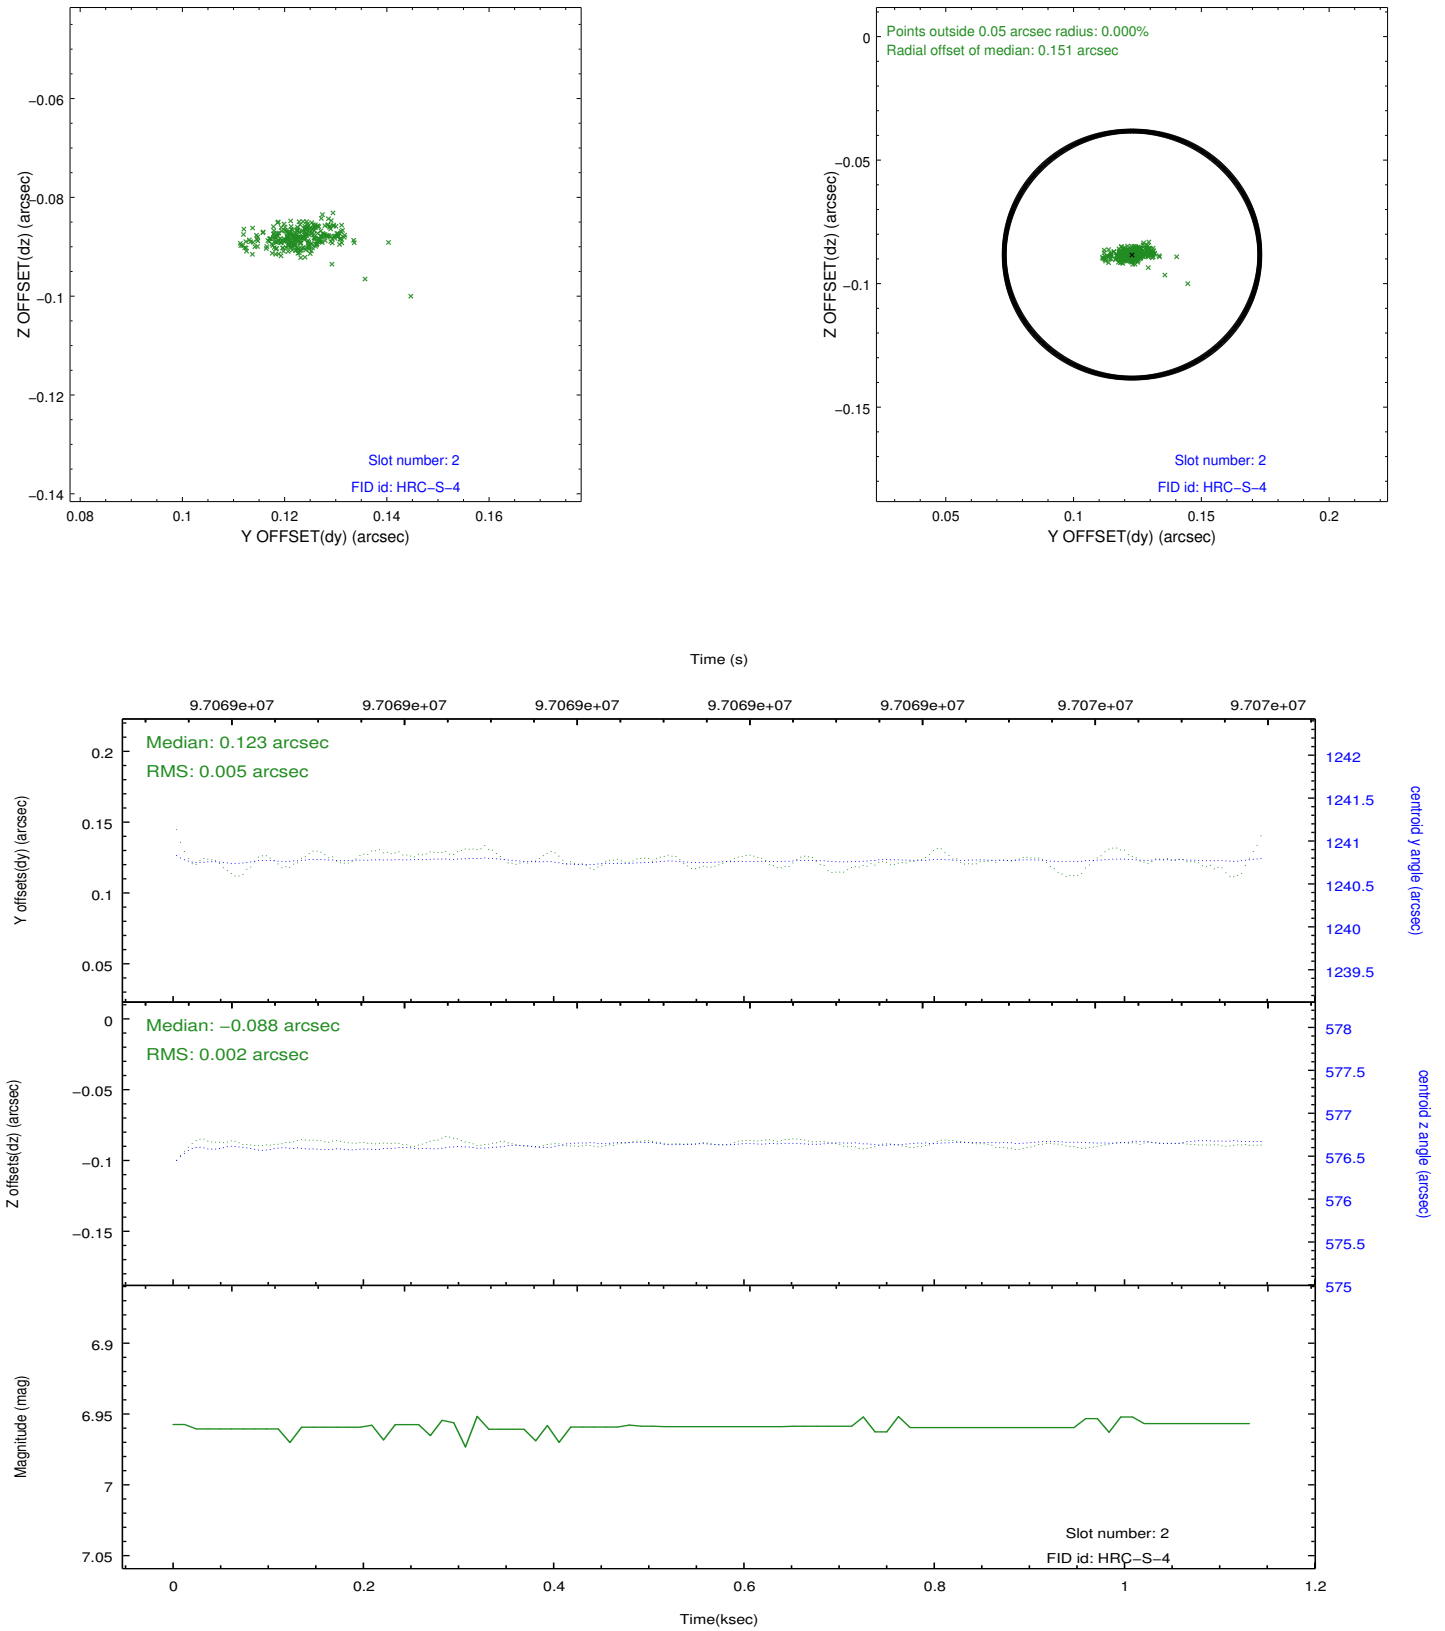 −0.06
−0.08
−0.1
−0.12
−0.14
Z OFFSET(dz) (arcsec)
Slot number: 2
FID id: HRC−S−4
0.08
0.1
0.12
0.14
0.16
Y OFFSET(dy) (arcsec)
Points outside 0.05 arcsec radius: 0.000%
Radial offset of median: 0.151 arcsec
0
−0.05
−0.1
−0.15
Z OFFSET(dz) (arcsec)
Slot number: 2
FID id: HRC−S−4
0.05
0.1
0.15
0.2
Y OFFSET(dy) (arcsec)
Time (s)
9.7069e+07
9.7069e+07
9.7069e+07
9.7069e+07
9.7069e+07
9.707e+07
9.707e+07
Median: 0.123 arcsec
RMS: 0.005 arcsec
0.2
0.15
0.1
0.05
Y offsets(dy) (arcsec)
1242
1241.5
1241
1240.5
1240
1239.5
centroid y angle (arcsec)
Median: −0.088 arcsec
RMS: 0.002 arcsec
0
−0.05
−0.1
−0.15
Z offsets(dz) (arcsec)
578
577.5
577
576.5
576
575.5
575
centroid z angle (arcsec)
6.9
6.95
7
7.05
Magnitude (mag)
Slot number: 2
FID id: HRC−S−4
0
0.2
0.4
0.6
0.8
1
1.2
Time(ksec)